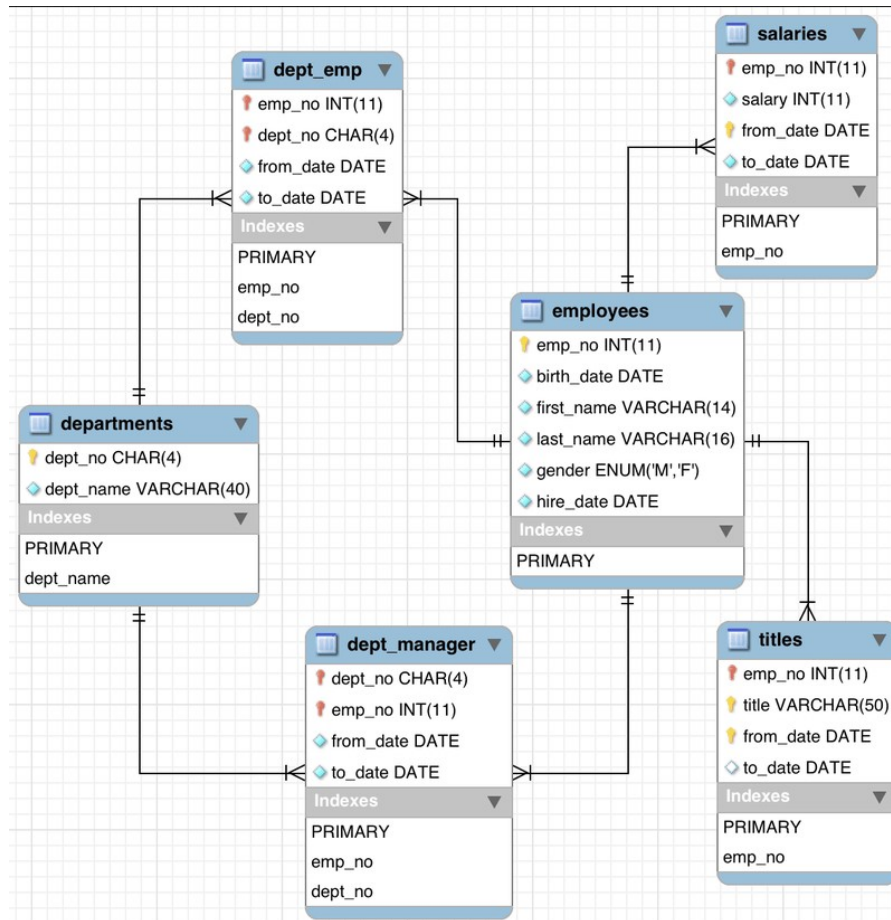 dept_emp
emp_no INT(11)
dept_no CHAR(4)
from_date DATE
to_date DATE
Indexes
PRIMARY
emp_no
dept_no
salaries
emp_no INT(11)
salary INT(11)
from_date DATE
to_date DATE
Indexes
PRIMARY
emp_no
departments
dept_no CHAR(4)
dept_name VARCHAR(40)
Indexes
PRIMARY
dept_name
employees
emp_no INT(11)
birth_date DATE
first_name VARCHAR(14)
last_name VARCHAR(16)
gender ENUM('M','F')
hire_date DATE
Indexes
PRIMARY
dept_manager
dept_no CHAR(4)
emp_no INT(11)
from_date DATE
to_date DATE
Indexes
PRIMARY
emp_no
dept_no
titles
emp_no INT(11)
title VARCHAR(50)
from_date DATE
to_date DATE
Indexes
PRIMARY
emp_no